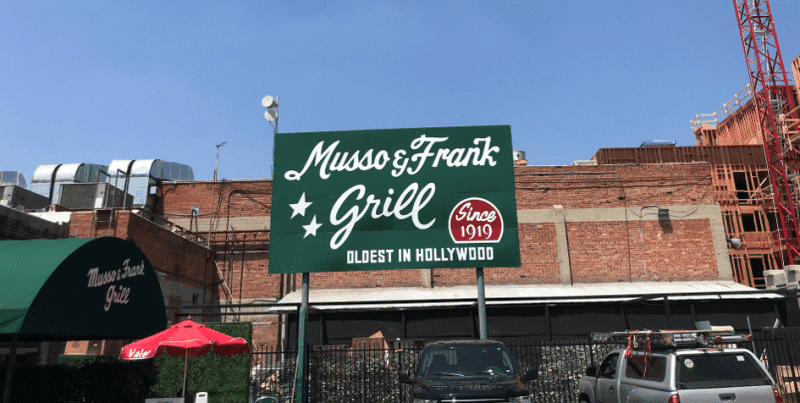 Musso & Frank
Grill
Since
1919
OLDEST IN HOLLYWOOD
Musso & Frank
Grill
Valet